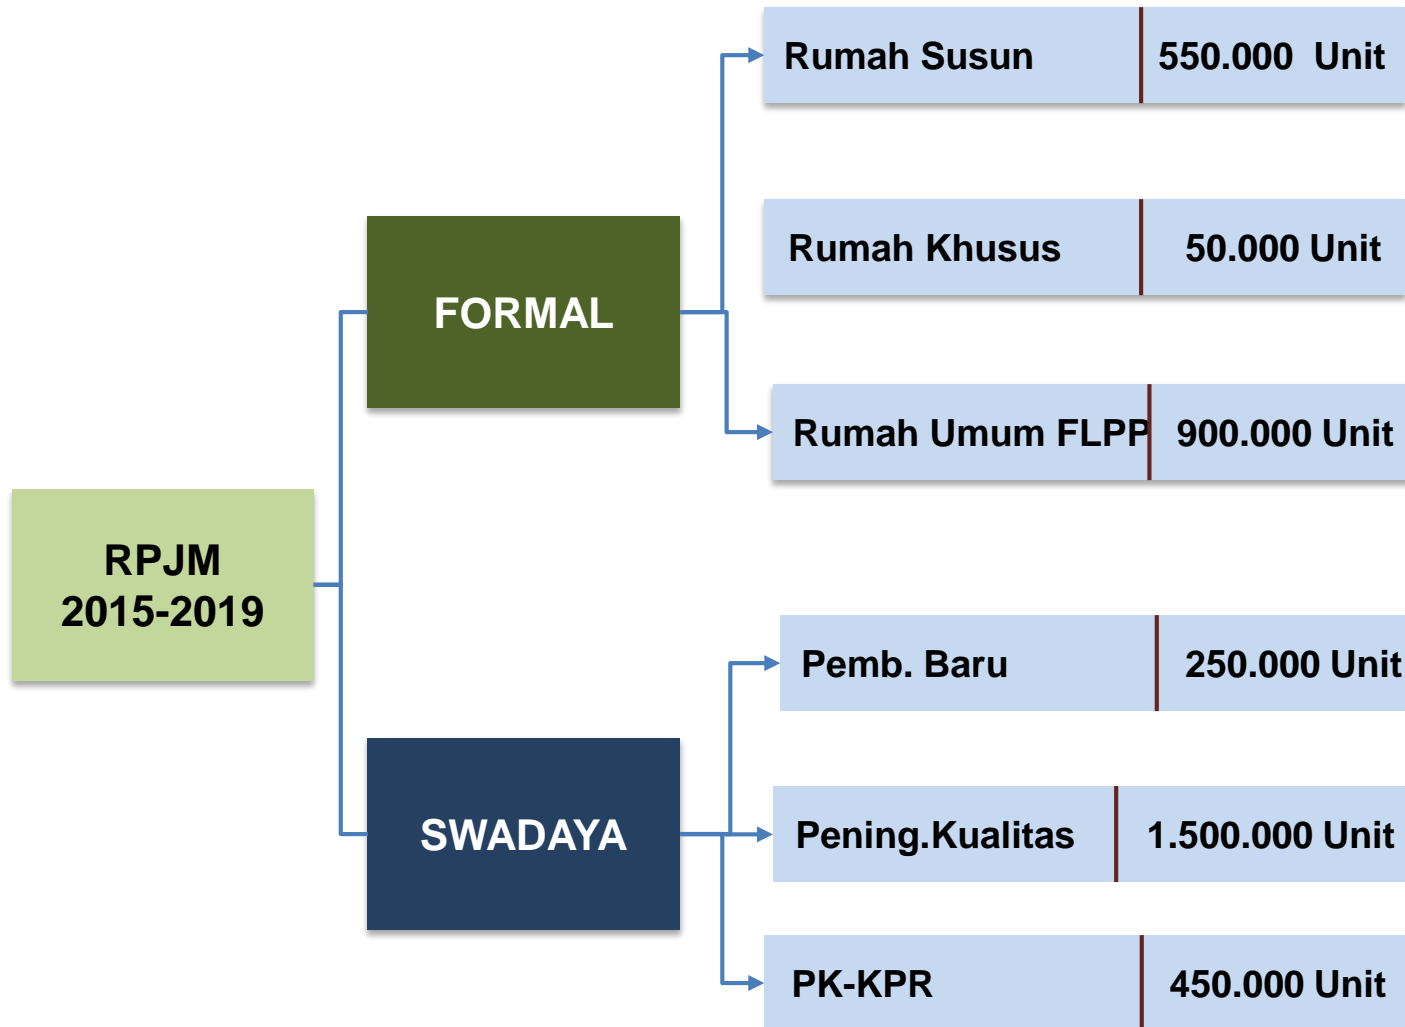 RPJM
2015-2019
FORMAL
Rumah Susun 550.000 Unit
Rumah Khusus 50.000 Unit
Rumah Umum FLPP 900.000 Unit
SWADAYA
Pemb. Baru 250.000 Unit
Pening.Kualitas 1.500.000 Unit
PK-KPR 450.000 Unit